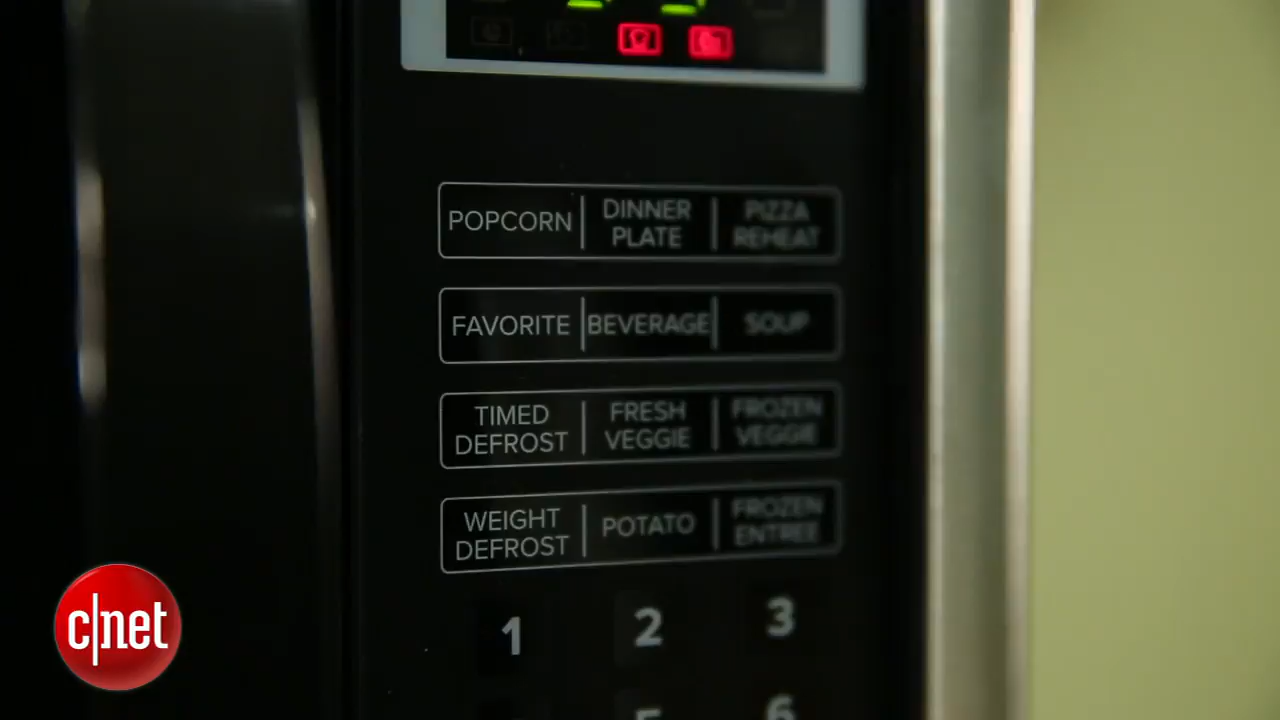 POPCORN
DINNER
PLATE
PIZZA
REHEAT
FAVORITE
BEVERAGE
SOUP
TIMED
DEFROST
FRESH
VEGGIE
FROZEN
VEGGIE
WEIGHT
DEFROST
POTATO
FROZEN
ENTREE
1
2
3
5
6
c|net